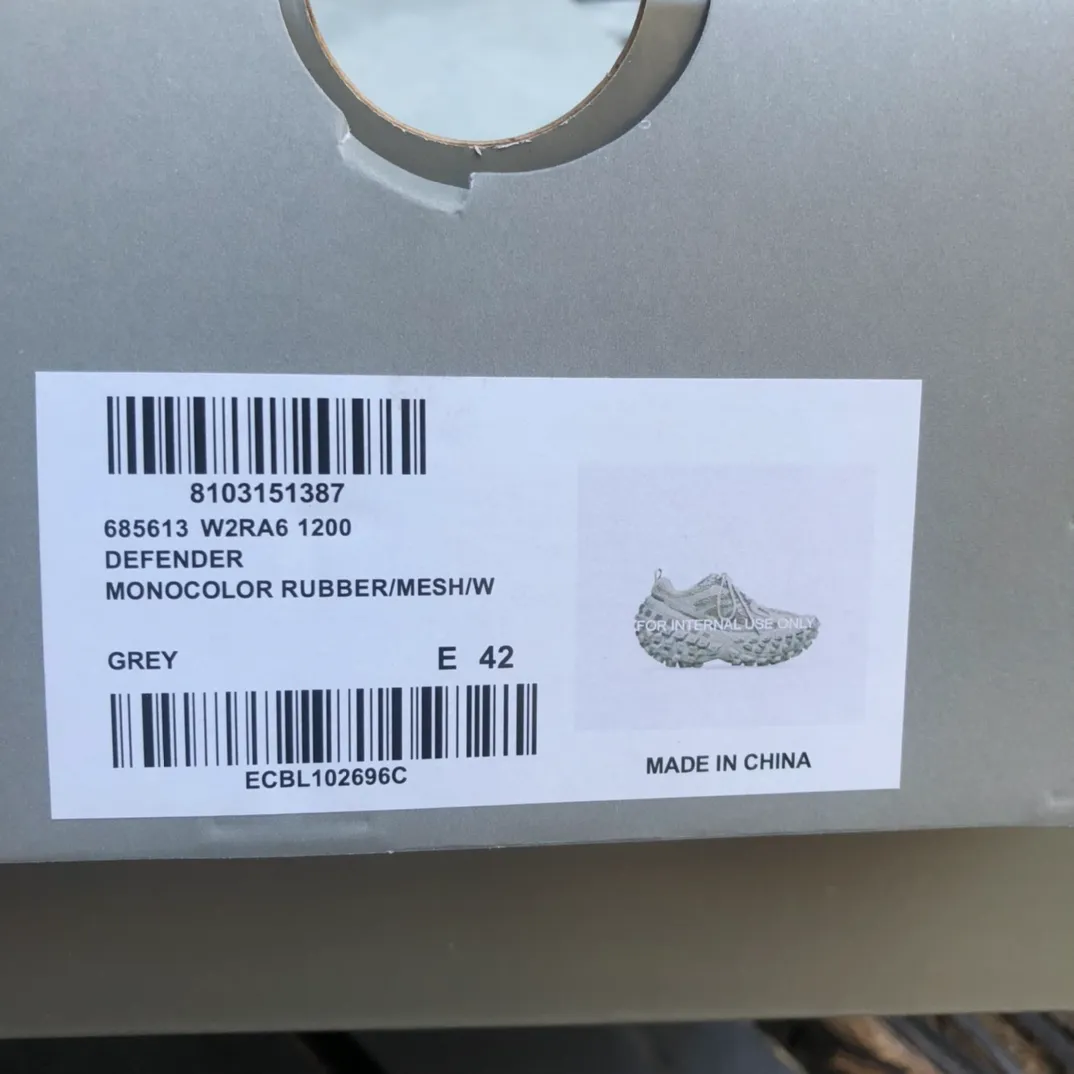 8103151387
685613 W2RA6 1200
DEFENDER
MONOCOLOR RUBBER/MESH/W
GREY E 42
ECBL102696C
FOR INTERNAL USE ONLY
MADE IN CHINA